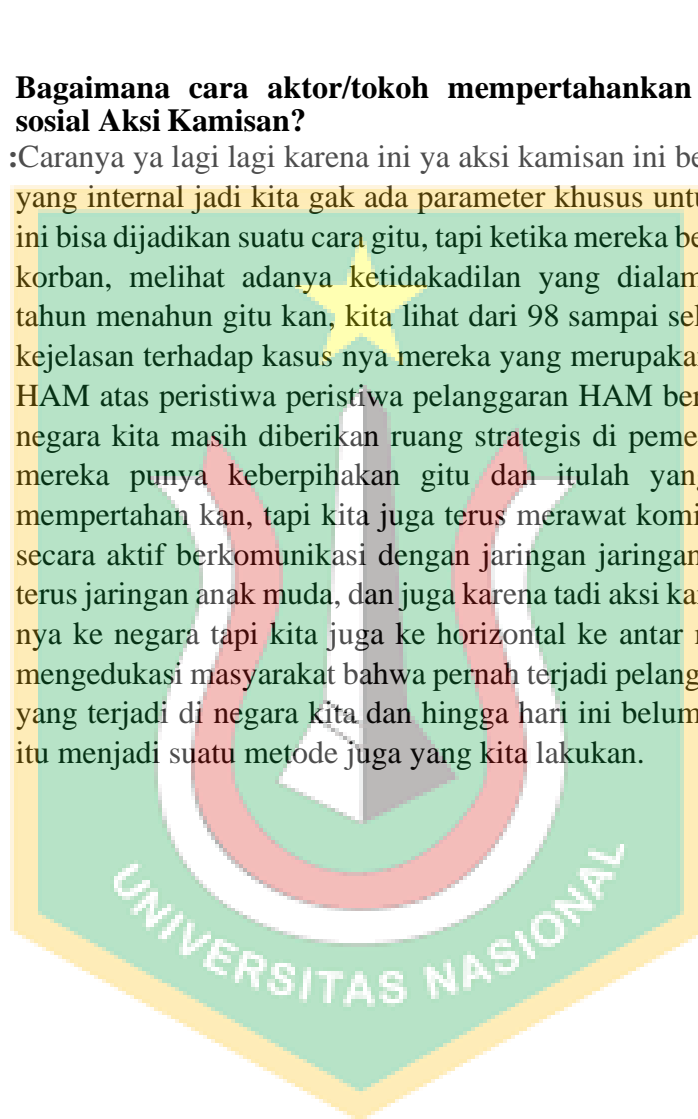 Bagaimana cara aktor/tokoh mempertahankan
sosial Aksi Kamisan?
:Caranya ya lagi lagi karena ini ya aksi kamisan ini be
yang internal jadi kita gak ada parameter khusus untu
ini bisa dijadikan suatu cara gitu, tapi ketika mereka be
korban, melihat adanya ketidakadilan yang dialam
tahun menahun gitu kan, kita lihat dari 98 sampai sel
kejelasan terhadap kasus nya mereka yang merupakan
HAM atas peristiwa peristiwa pelanggaran HAM ber
negara kita masih diberikan ruang strategis di peme
mereka punya keberpihakan gitu dan itulah yang
mempertahan kan, tapi kita juga terus merawat komi
secara aktif berkomunikasi dengan jaringan jaringan
terus jaringan anak muda, dan juga karena tadi aksi ka
nya ke negara tapi kita juga ke horizontal ke antar
mengedukasi masyarakat bahwa pernah terjadi pelang
yang terjadi di negara kita dan hingga hari ini belum
itu menjadi suatu metode juga yang kita lakukan.
UNIVERSITAS NASIONAL